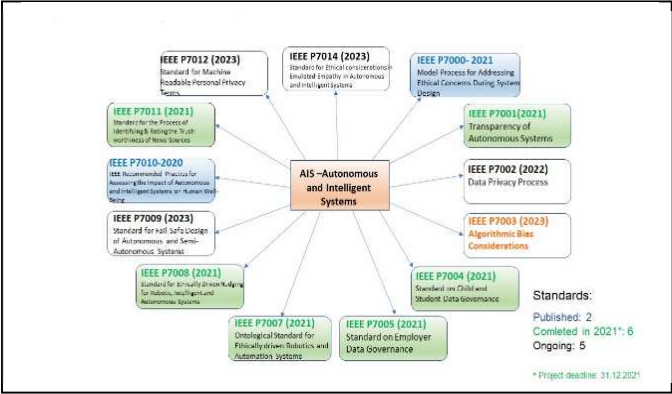 IEEE P7012 (2023)
Standard for Machine
Readable Personal Privacy
Terms
IEEE P7014 (2023)
Standard for Ethical considerations in
Emulated Empathy in Autonomous
and Intelligent Systems
IEEE P7000- 2021
Model Process for Addressing
Ethical Concerns During System
Design
IEEE P7011 (2021)
Standard for the Process of
Identifying & Rating the Trust-
worthiness of News Sources
IEEE P7001(2021)
Transparency of
Autonomous Systems
IEEE P7010-2020
IEEE Recommended Practice for
Assessing the Impact of Autonomous
and Intelligent Systems on Human Well-
Being
AIS –Autonomous
and Intelligent
Systems
IEEE P7002 (2022)
Data Privacy Process
IEEE P7009 (2023)
Standard for Fail-Safe Design
of Autonomous and Semi-
Autonomous Systems
IEEE P7003 (2023)
Algorithmic Bias
Considerations
IEEE P7008 (2021)
Standard for Ethically Driven Nudging
for Robotic, Intelligent and
Autonomous Systems
IEEE P7004 (2021)
Standard on Child and
Student Data Governance
IEEE P7007 (2021)
Ontological Standard for
Ethically driven Robotics and
Automation Systems
IEEE P7005 (2021)
Standard on Employer
Data Governance
Standards:
Published: 2
Comleted in 2021*: 6
Ongoing: 5
* Project deadline: 31.12.2021